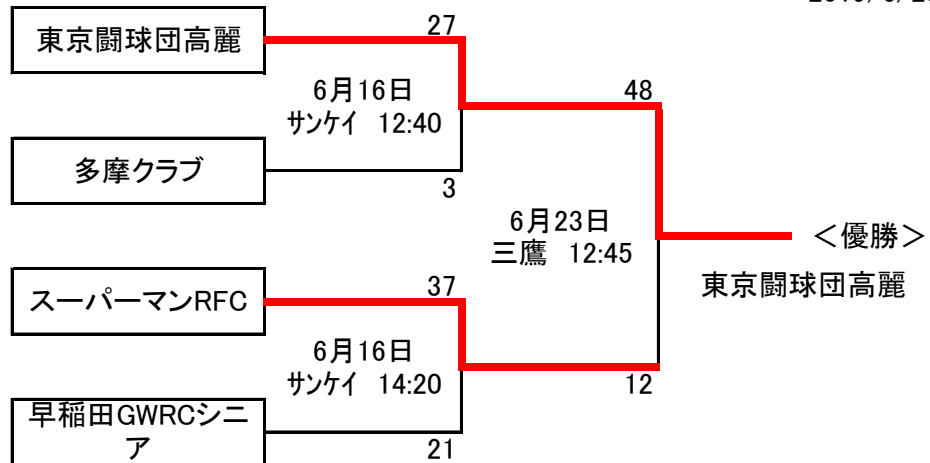 東京闘球団高麗
27
6月16日
サンケイ 12:40
48
多摩クラブ
3
6月23日
三鷹 12:45
＜優勝＞
東京闘球団高麗
スーパーマンRFC
37
6月16日
サンケイ 14:20
12
早稲田GWRCシニ
ア
21